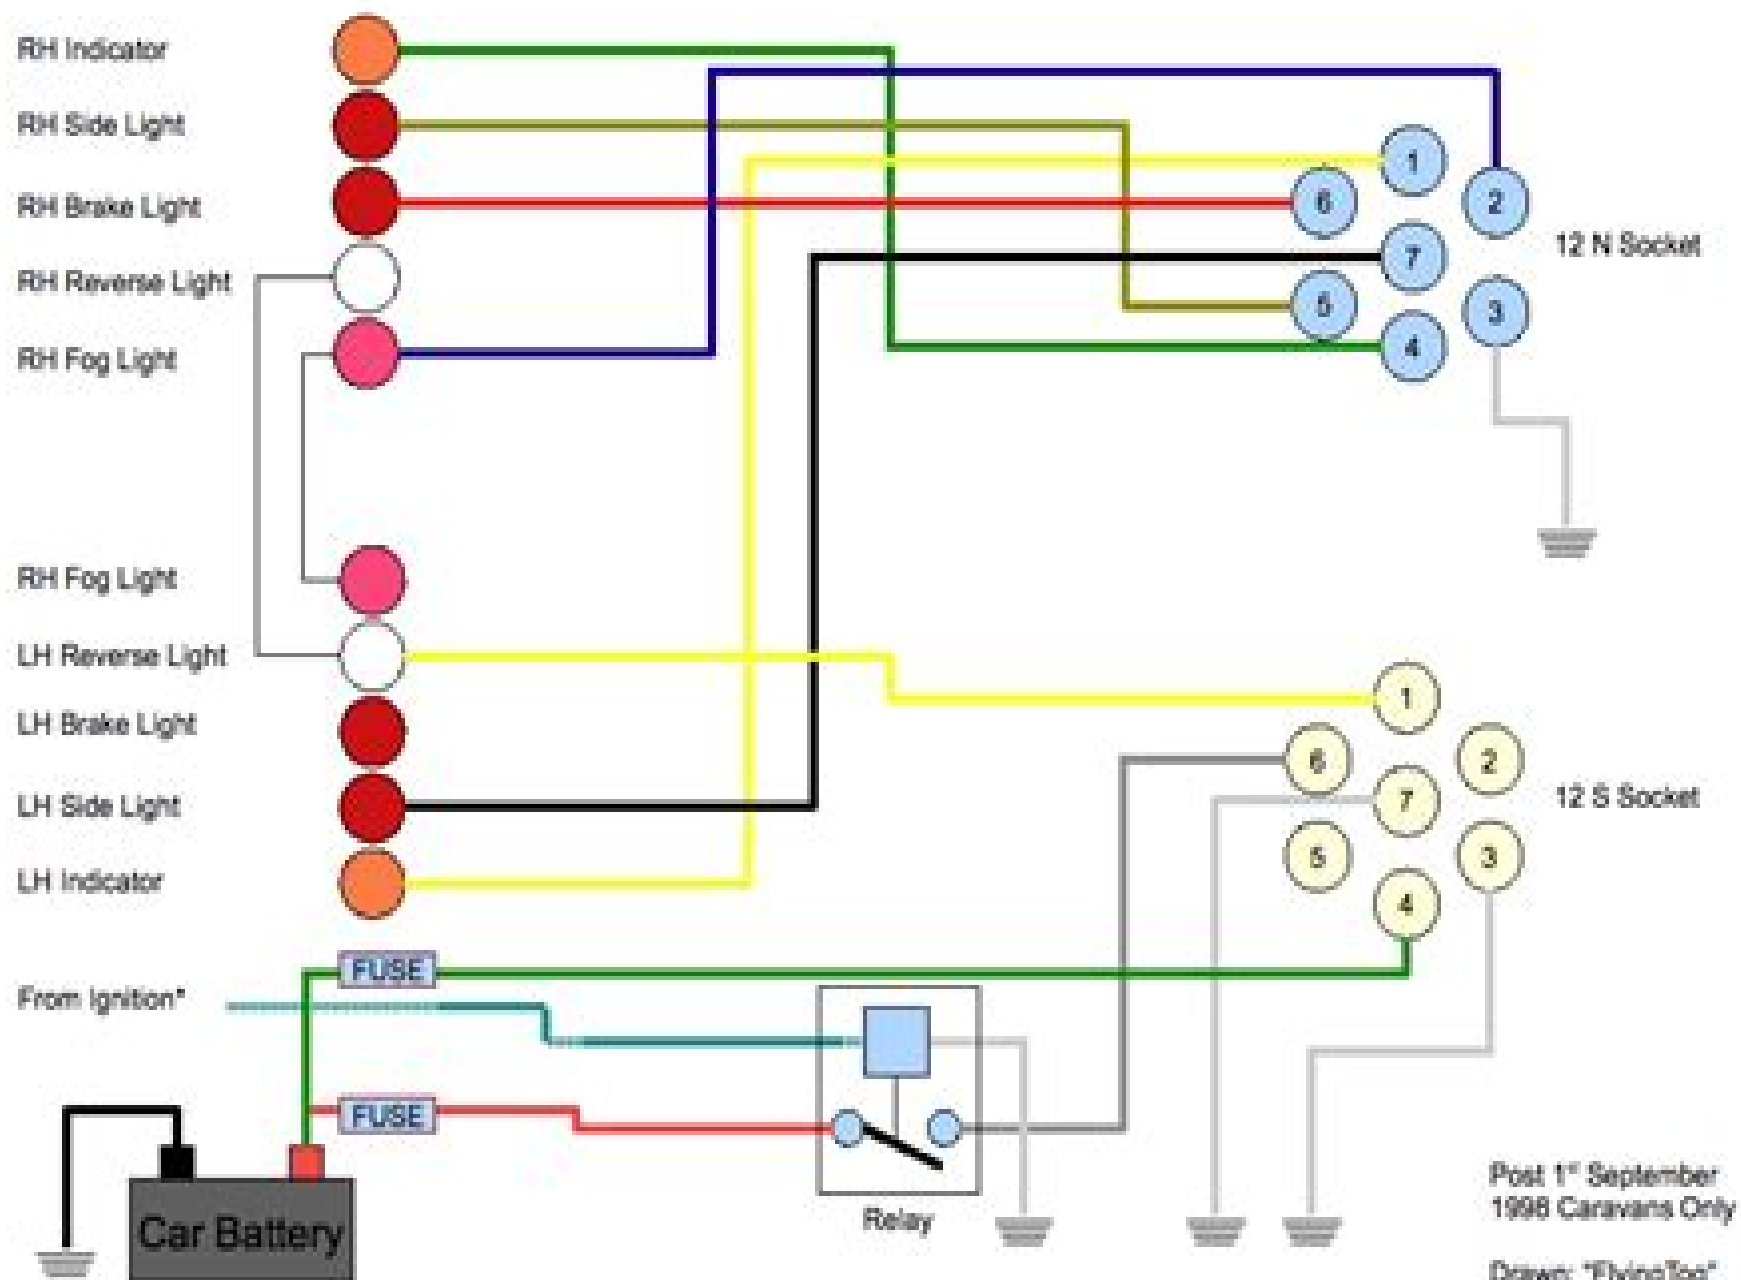 RH Indicator
RH Side Light
RH Brake Light
RH Reverse Light
RH Fog Light
1
6
2
7
5
3
4
12 N Socket
RH Fog Light
LH Reverse Light
LH Brake Light
LH Side Light
LH Indicator
1
6
2
7
5
3
4
12 S Socket
FUSE
From Ignition*
FUSE
Car Battery
Relay
Post 1st September
1998 Caravans Only
Drawn: "FlyingTog"